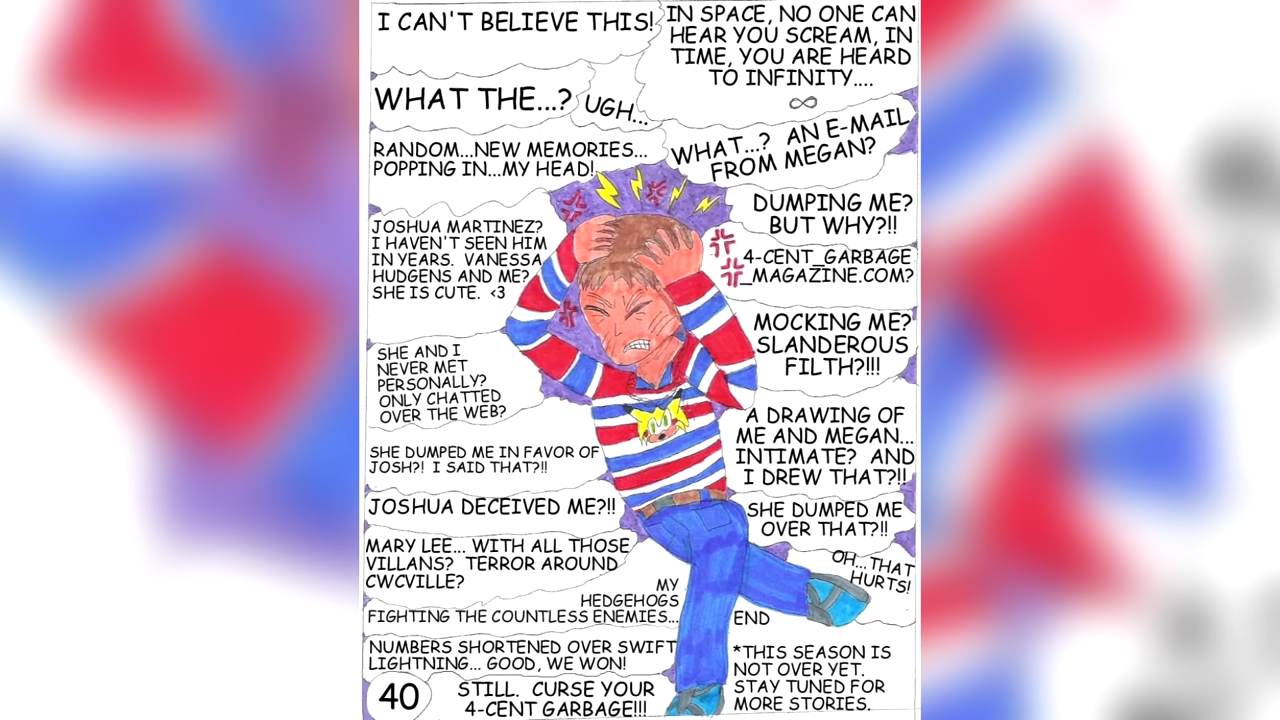 I CAN'T BELIEVE THIS!
IN SPACE, NO ONE CAN
HEAR YOU SCREAM, IN
TIME, YOU ARE HEARD
TO INFINITY....
∞
WHAT THE...?
UGH...
RANDOM...NEW MEMORIES...
POPPING IN...MY HEAD!
WHAT...? AN E-MAIL
FROM MEGAN?
DUMPING ME?
BUT WHY?!!
JOSHUA MARTINEZ?
I HAVEN'T SEEN HIM
IN YEARS. VANESSA
HUDGENS AND ME?
SHE IS CUTE. <3
4-CENT_GARBAGE
_MAGAZINE.COM?
MOCKING ME?
SLANDEROUS
FILTH?!!!
SHE AND I
NEVER MET
PERSONALLY?
ONLY CHATTED
OVER THE WEB?
A DRAWING OF
ME AND MEGAN...
INTIMATE? AND
I DREW THAT?!!
SHE DUMPED ME IN FAVOR OF
JOSH?! I SAID THAT?!!
JOSHUA DECEIVED ME?!!
SHE DUMPED ME
OVER THAT?!!
MARY LEE... WITH ALL THOSE
VILLANS? TERROR AROUND
CWCVILLE?
OH...THAT
HURTS!
MY
HEDGEHOGS
FIGHTING THE COUNTLESS ENEMIES...
NUMBERS SHORTENED OVER SWIFT
LIGHTNING... GOOD, WE WON!
STILL. CURSE YOUR
4-CENT GARBAGE!!!
40
END
*THIS SEASON IS
NOT OVER YET.
STAY TUNED FOR
MORE STORIES.